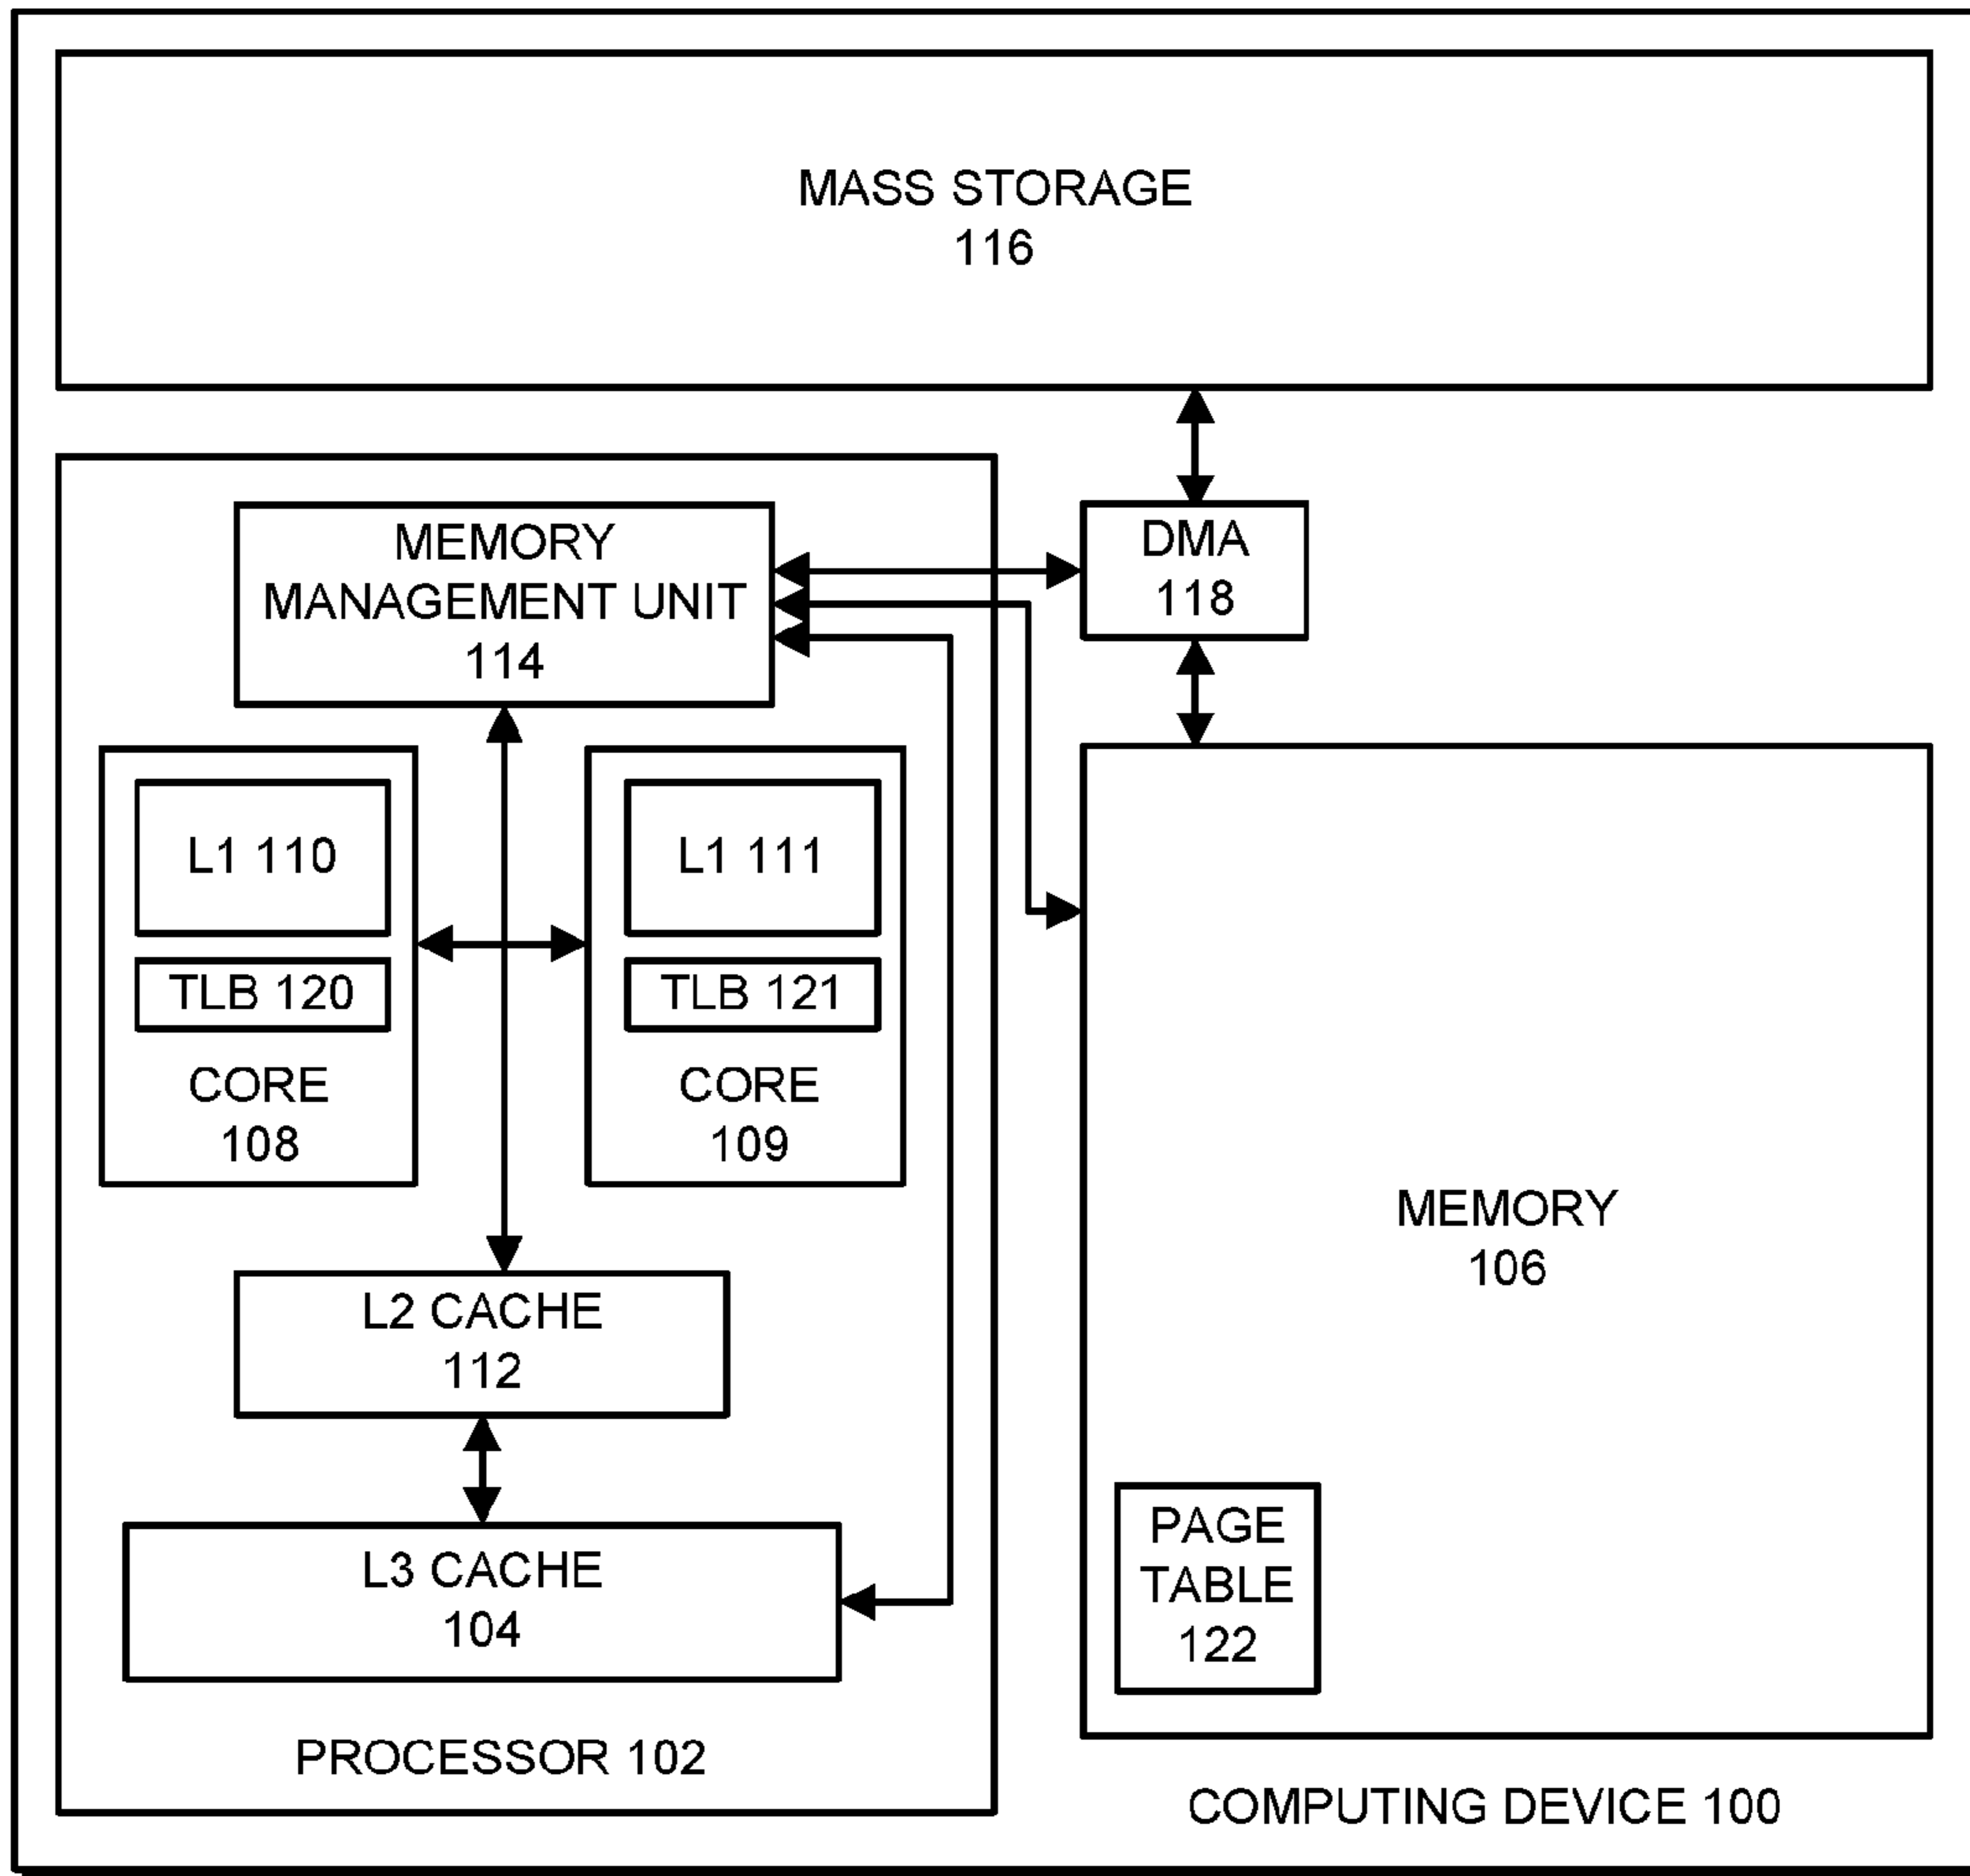 MASS STORAGE
116
MEMORY
MANAGEMENT UNIT
114
DMA
118
L1 110
TLB 120
CORE
108
L1 111
TLB 121
CORE
109
L2 CACHE
112
L3 CACHE
104
PROCESSOR 102
MEMORY
106
PAGE
TABLE
122
COMPUTING DEVICE 100